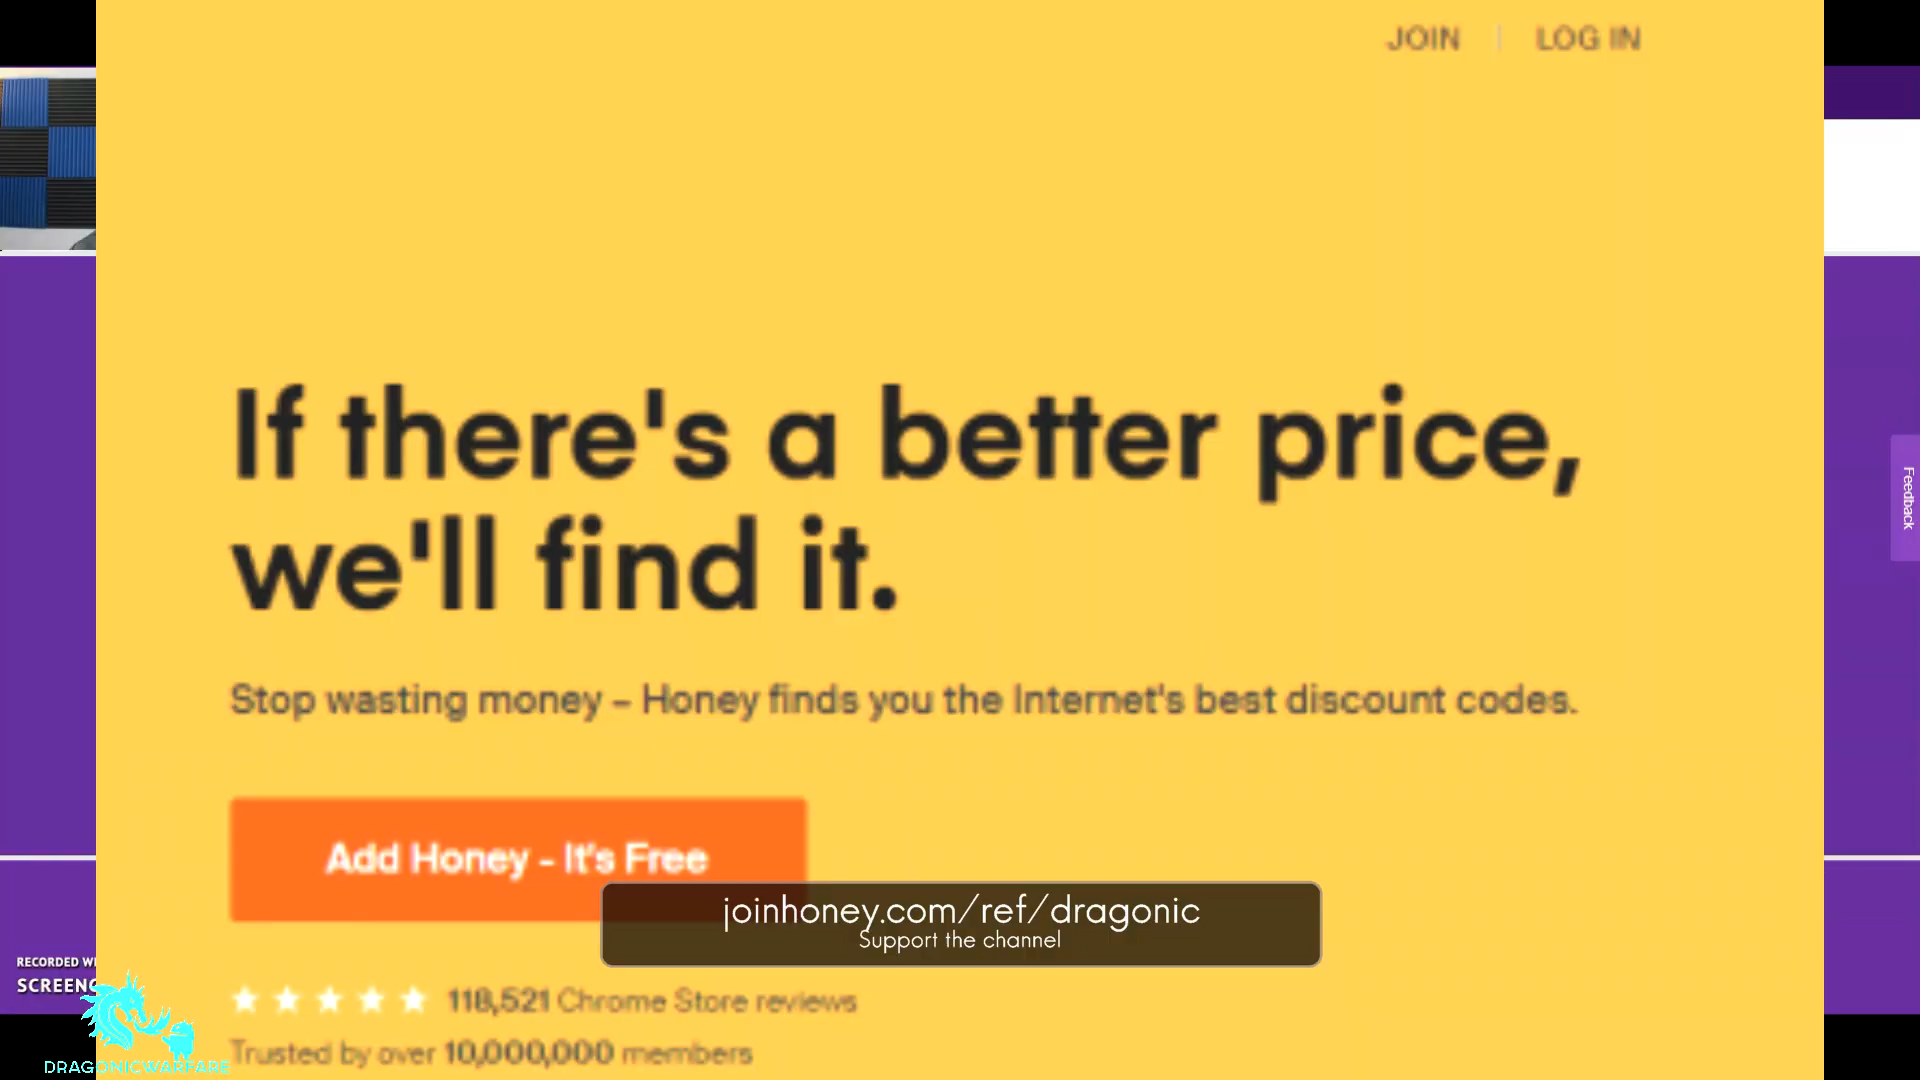 JOIN | LOG IN
If there's a better price,
we'll find it.
Stop wasting money – Honey finds you the Internet's best discount codes.
Add Honey - It's Free
joinhoney.com/ref/dragonic
Support the channel
118,521 Chrome Store reviews
Trusted by over 10,000,000 members
Feedback
RECORDED
DRAGONICWARFARE